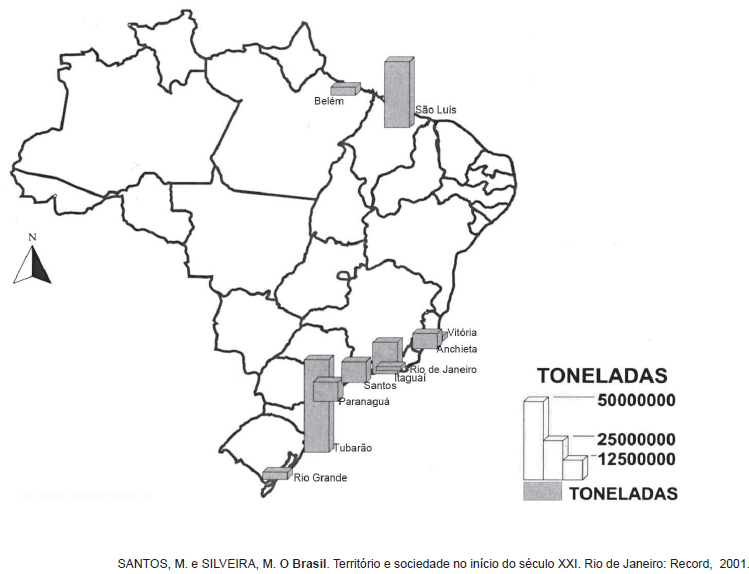 Belém
São Luís
N
Vitória
Anchieta
Rio de Janeiro
Itaguaí
Santos
Paranaguá
Tubarão
Rio Grande
TONELADAS
50000000
25000000
12500000
TONELADAS
SANTOS, M. e SILVEIRA, M. O Brasil. Território e sociedade no início do século XXI. Rio de Janeiro: Record, 2001.